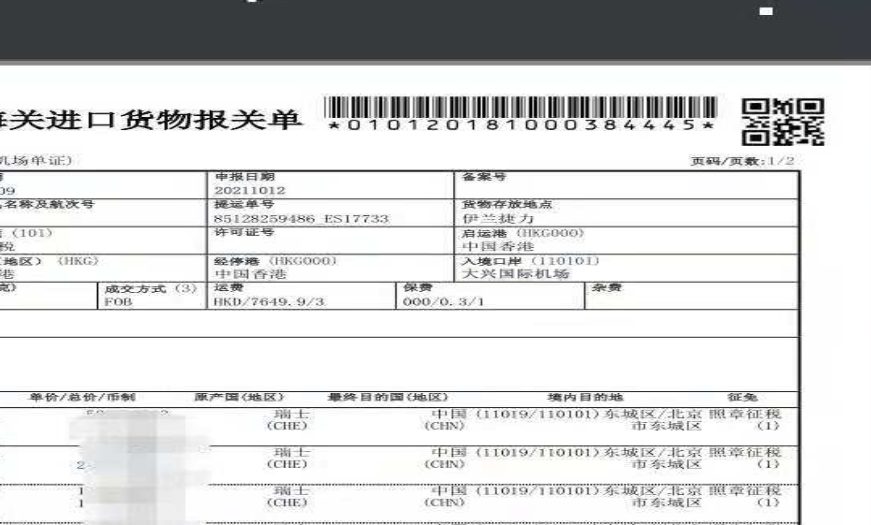 关进口货物报关单
*010120181000384445*
机场单证)
页码/页数:1/2
申报日期
备案号
09
20211012
名称及航次号
提运单号
货物存放地点
85128259486_ES17733
伊兰捷力
(101)
许可证号
启运港 (HKG000)
税
中国香港
地区) (HKG)
经停港 (HKG000)
入境口岸 (110101)
港
中国香港
大兴国际机场
成交方式 (3)
运费
保费
杂费
FOB
HKD/7649.9/3
000/0.3/1
单价/总价/币制
原产国(地区)
最终目的国(地区)
境内目的地
征免
瑞士
中国 (11019/110101)东城区/北京 照章征税
(CHE)
(CHN)
市东城区
(1)
瑞士
中国 (11019/110101)东城区/北京 照章征税
2
(CHE)
(CHN)
市东城区
(1)
1
瑞士
中国 (11019/110101)东城区/北京 照章征税
1
(CHE)
(CHN)
市东城区
(1)